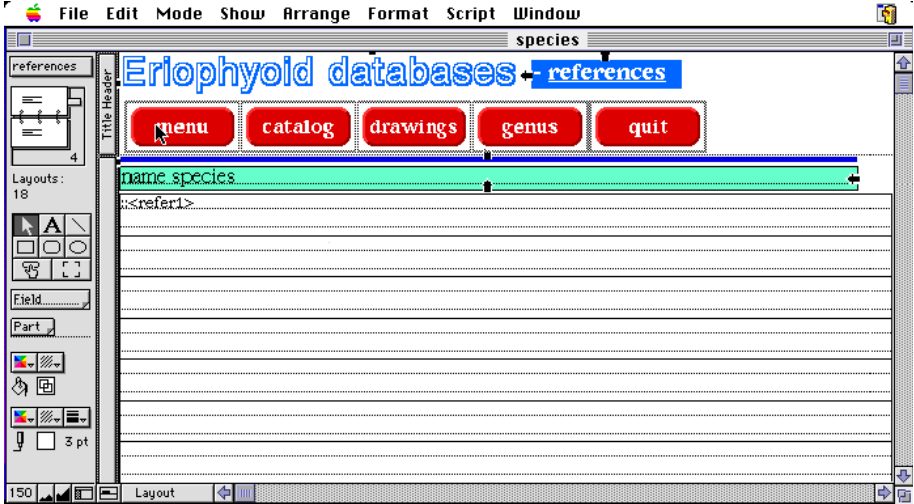 File Edit Mode Show Arrange Format Script Window
species
references
4
Layouts:
18
Field
Part
3 pt
Title Header
Eriophyoid databases - references
menu catalog drawings genus quit
name species
::<refer1>
150 Layout
A